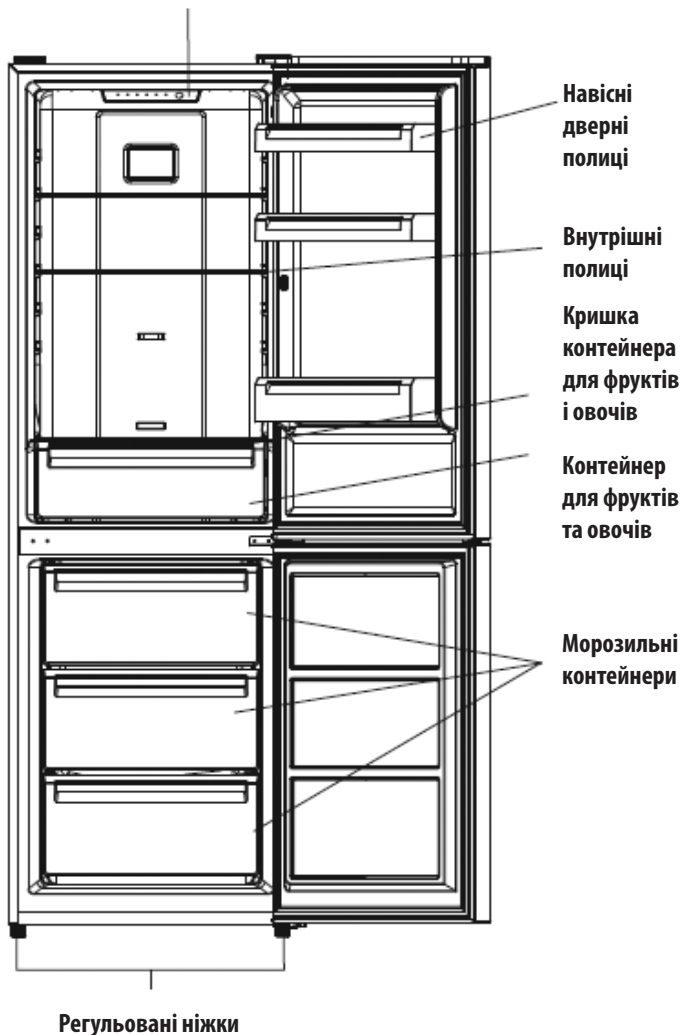 Навісні
дверні
полиці
Внутрішні
полиці
Кришка
контейнера
для фруктів
і овочів
Контейнер
для фруктів
та овочів
Морозильні
контейнери
Регульовані ніжки